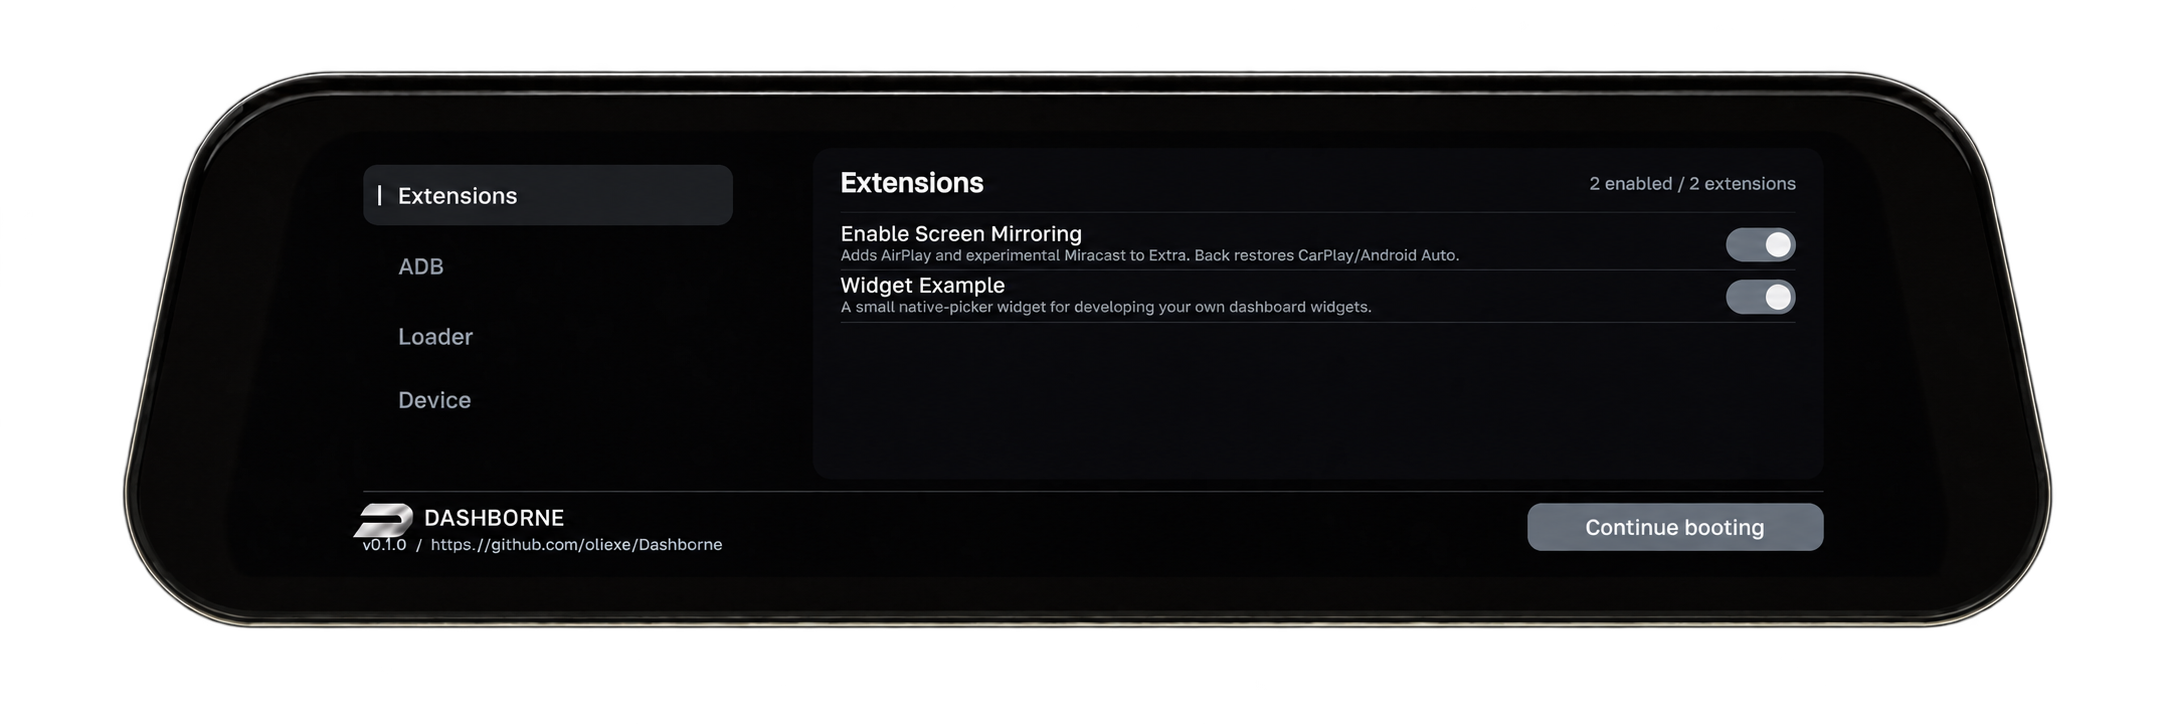 Extensions
ADB
Loader
Device
Extensions
2 enabled / 2 extensions
Enable Screen Mirroring
Adds AirPlay and experimental Miracast to Extra. Back restores CarPlay/Android Auto.
Widget Example
A small native-picker widget for developing your own dashboard widgets.
DASHBORNE
v0.1.0 / https.//github.com/oliexe/Dashborne
Continue booting